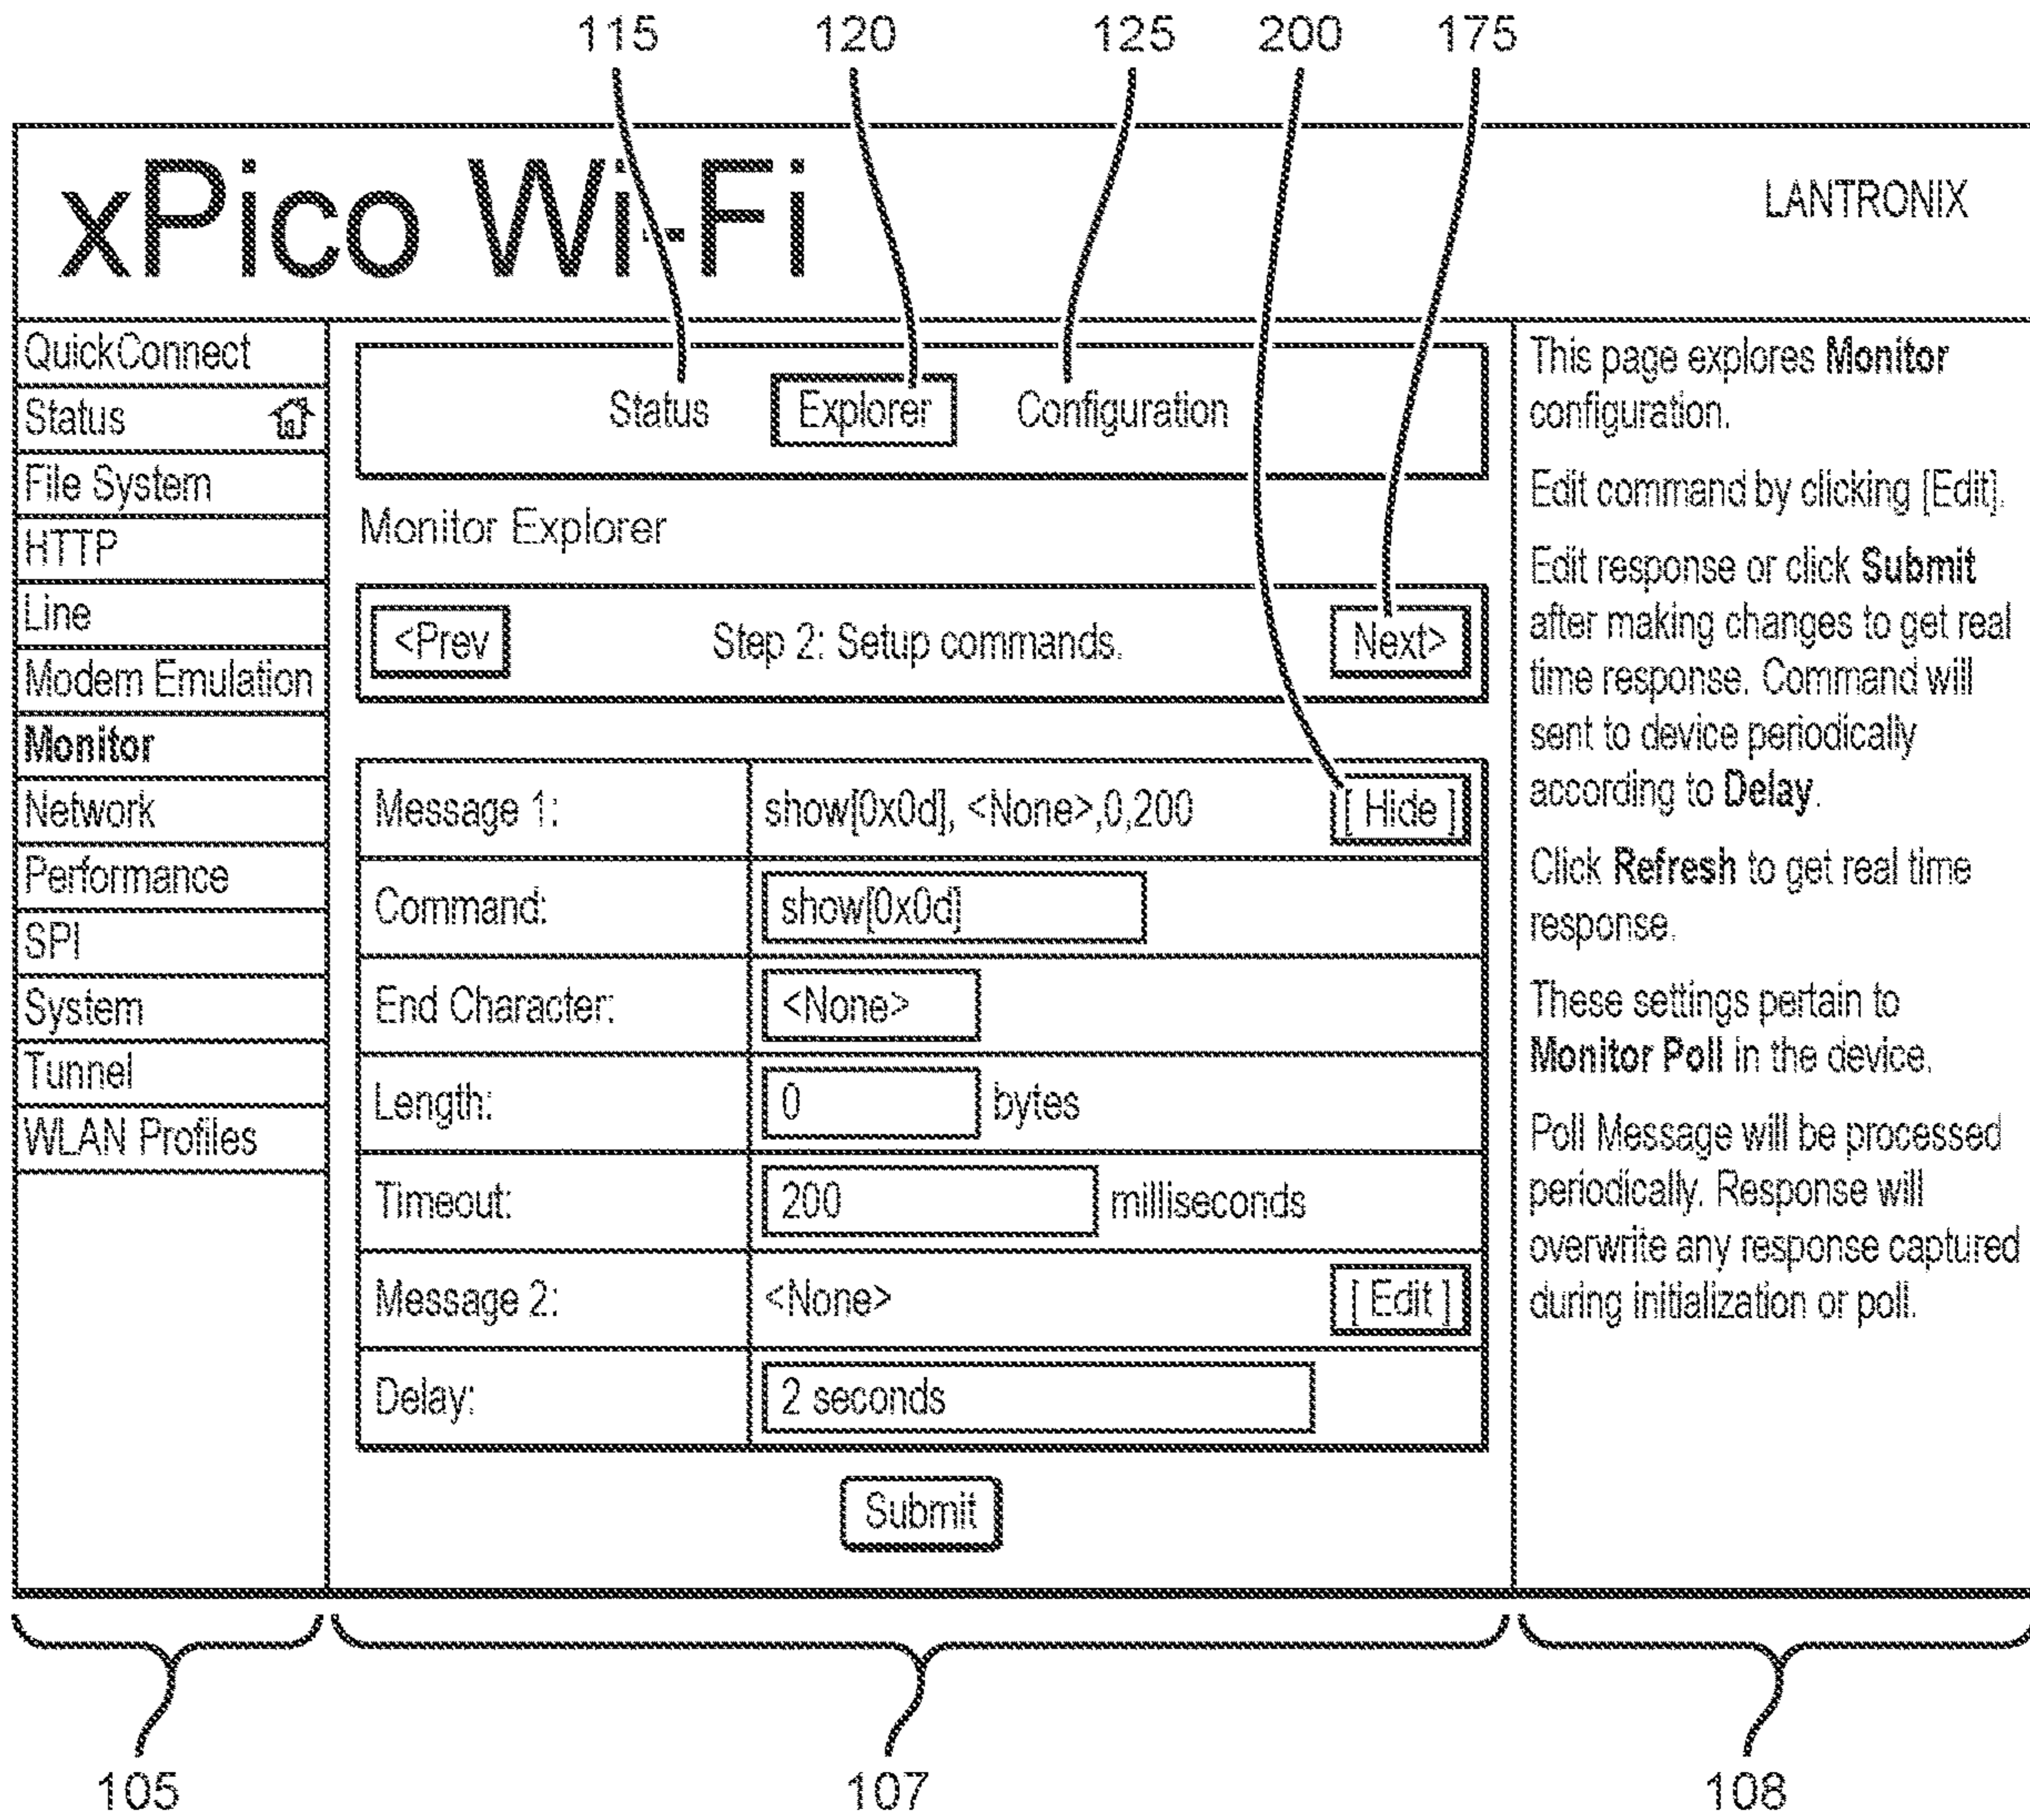 115 120 125 200 175
xPico Wi-Fi
LANTRONIX
QuickConnect
Status
File System
HTTP
Line
Modem Emulation
Monitor
Network
Performance
SPI
System
Tunnel
WLAN Profiles
Status Explorer Configuration
Monitor Explorer
<Prev Step 2: Setup commands. Next>
Message 1: show[0x0d], <None>,0,200 [ Hide ]
Command: show[0x0d]
End Character: <None>
Length: 0 bytes
Timeout: 200 milliseconds
Message 2: <None> [ Edit ]
Delay: 2 seconds
Submit
This page explores Monitor
configuration.
Edit command by clicking [Edit].
Edit response or click Submit
after making changes to get real
time response. Command will
sent to device periodically
according to Delay.
Click Refresh to get real time
response.
These settings pertain to
Monitor Poll in the device.
Poll Message will be processed
periodically. Response will
overwrite any response captured
during initialization or poll.
105 107 108